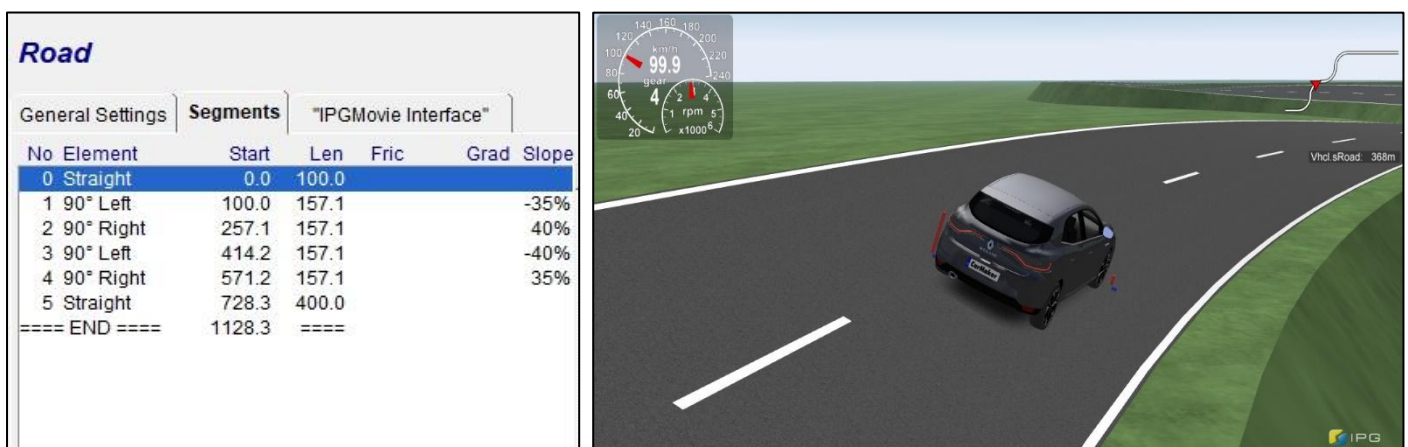 Road
General Settings Segments "IPGMovie Interface"
No Element Start Len Fric Grad Slope
0 Straight 0.0 100.0
1 90° Left 100.0 157.1 -35%
2 90° Right 257.1 157.1 40%
3 90° Left 414.2 157.1 -40%
4 90° Right 571.2 157.1 35%
5 Straight 728.3 400.0
==== END ==== 1128.3 ====
20 40 60 80 100 120 140 160 180 200 220 240
km/h
99.9
gear
4
1 2 4 5 6
rpm
x1000
Vhcl.sRoad: 368m
CarMaker
IPG